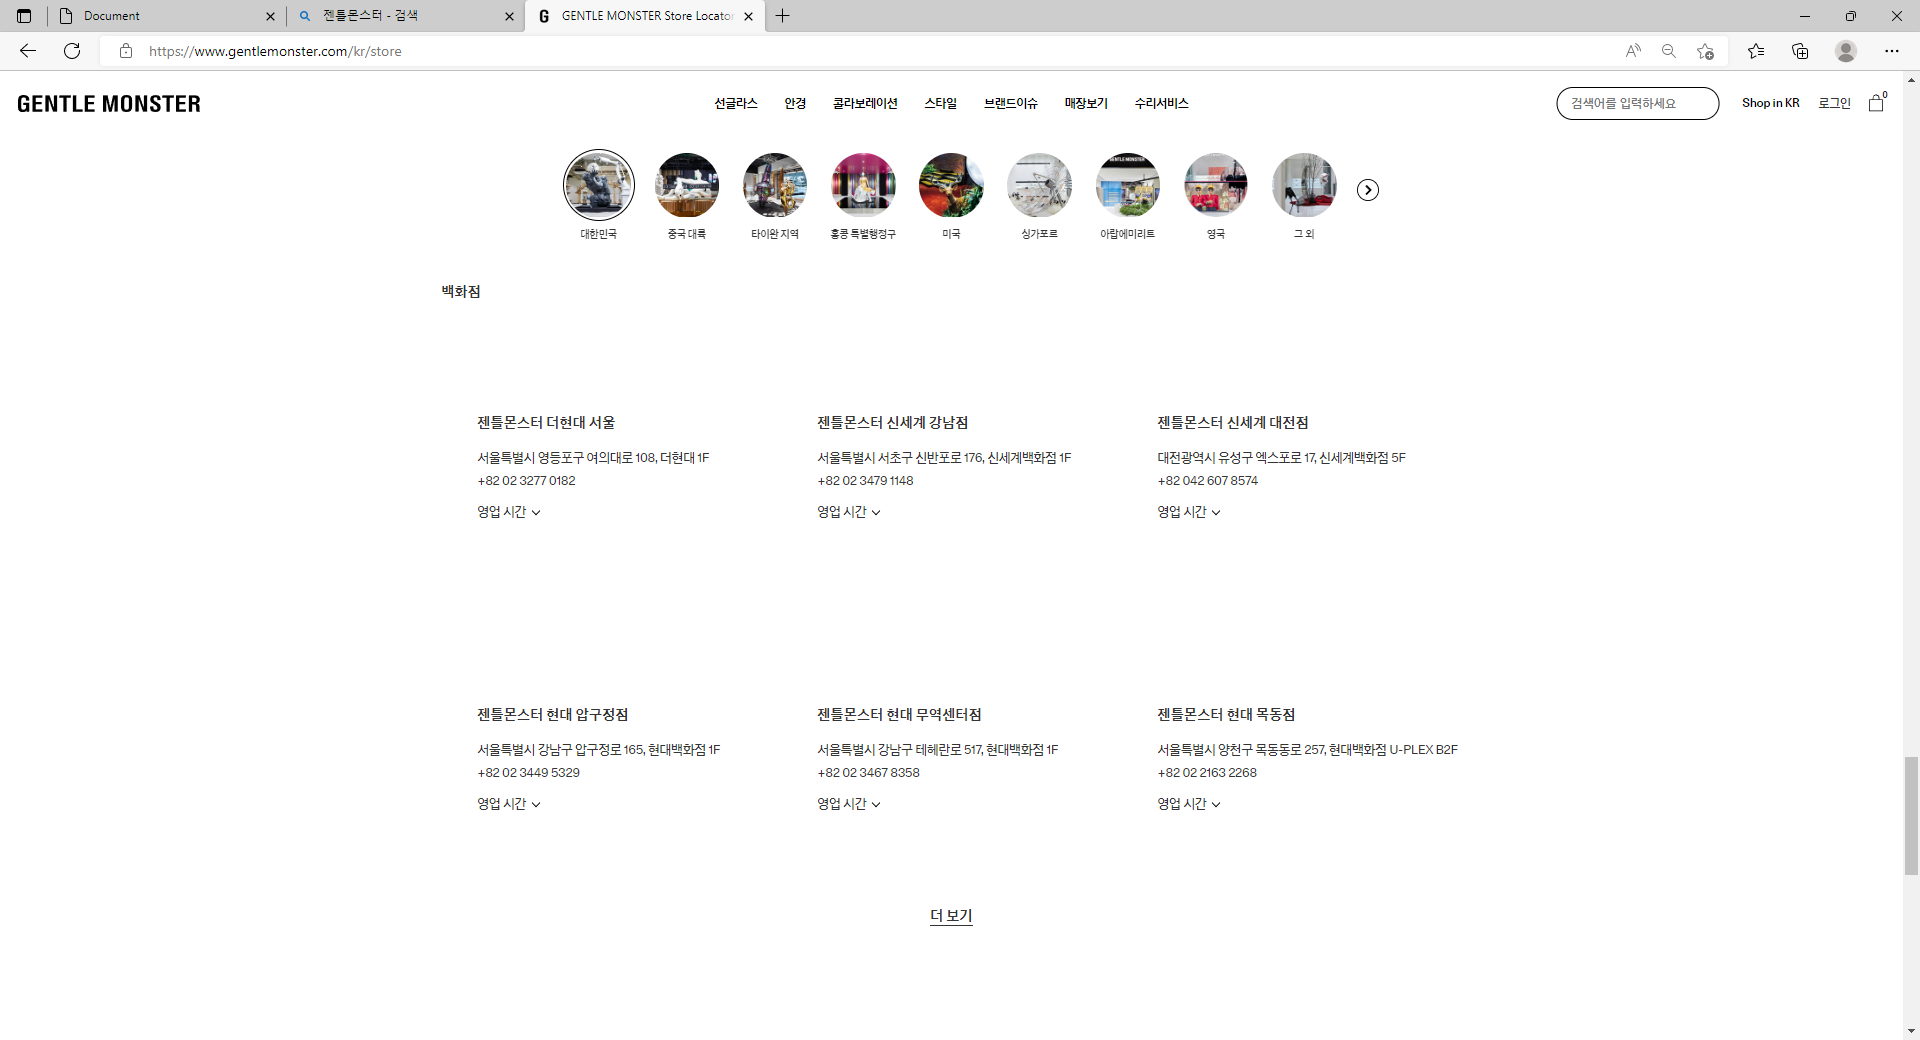 Document
젠틀몬스터 - 검색
GENTLE MONSTER Store Locator
https://www.gentlemonster.com/kr/store
GENTLE MONSTER
선글라스 안경 콜라보레이션 스타일 브랜드이슈 매장보기 수리서비스
검색어를 입력하세요
Shop in KR
로그인
0
대한민국 중국 대륙 타이완 지역 홍콩 특별행정구 미국 싱가포르 아랍에미리트 영국 그 외
백화점
젠틀몬스터 더현대 서울
서울특별시 영등포구 여의대로 108, 더현대 1F
+82 02 3277 0182
영업 시간
젠틀몬스터 신세계 강남점
서울특별시 서초구 신반포로 176, 신세계백화점 1F
+82 02 3479 1148
영업 시간
젠틀몬스터 신세계 대전점
대전광역시 유성구 엑스포로 17, 신세계백화점 5F
+82 042 607 8574
영업 시간
젠틀몬스터 현대 압구정점
서울특별시 강남구 압구정로 165, 현대백화점 1F
+82 02 3449 5329
영업 시간
젠틀몬스터 현대 무역센터점
서울특별시 강남구 테헤란로 517, 현대백화점 1F
+82 02 3467 8358
영업 시간
젠틀몬스터 현대 목동점
서울특별시 양천구 목동동로 257, 현대백화점 U-PLEX B2F
+82 02 2163 2268
영업 시간
더 보기